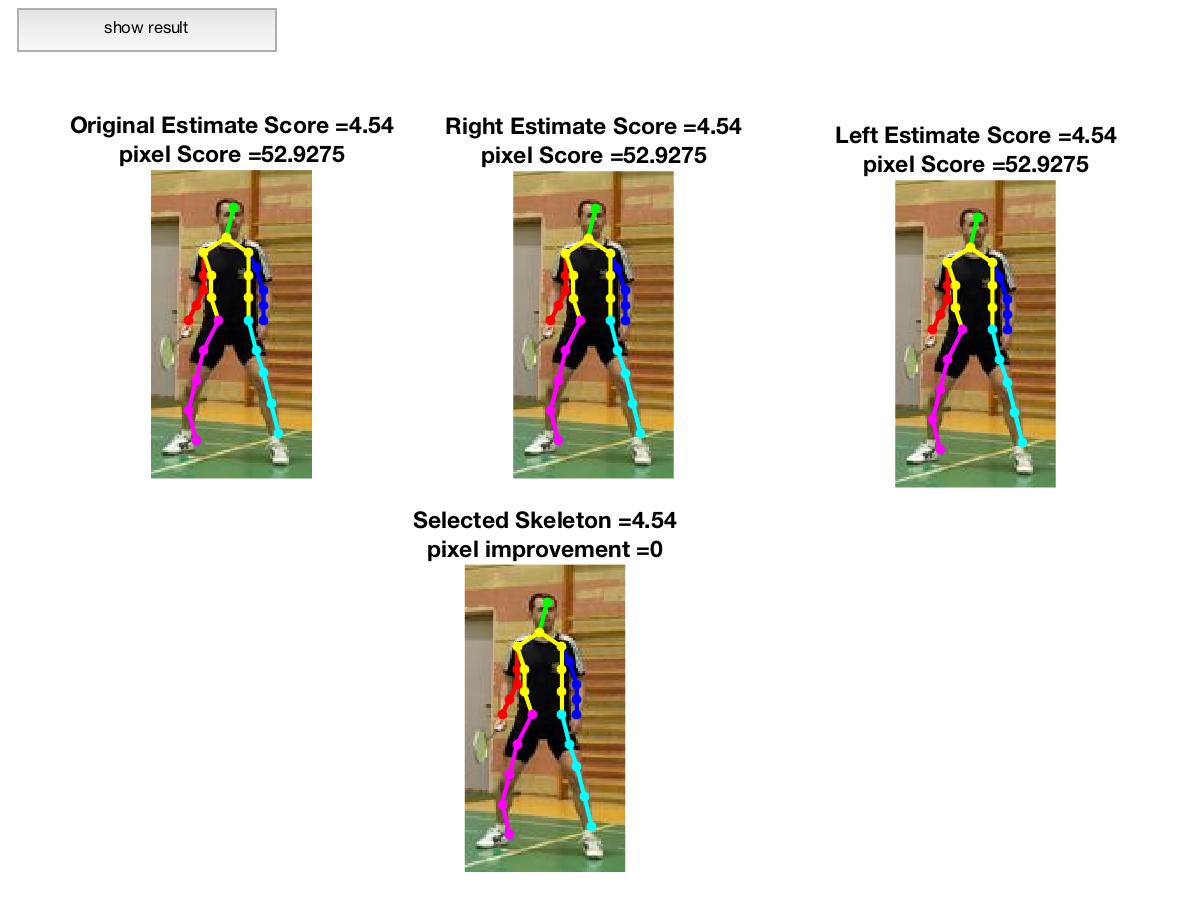 show result
Original Estimate Score =4.54
pixel Score =52.9275
Right Estimate Score =4.54
pixel Score =52.9275
Left Estimate Score =4.54
pixel Score =52.9275
Selected Skeleton =4.54
pixel improvement =0